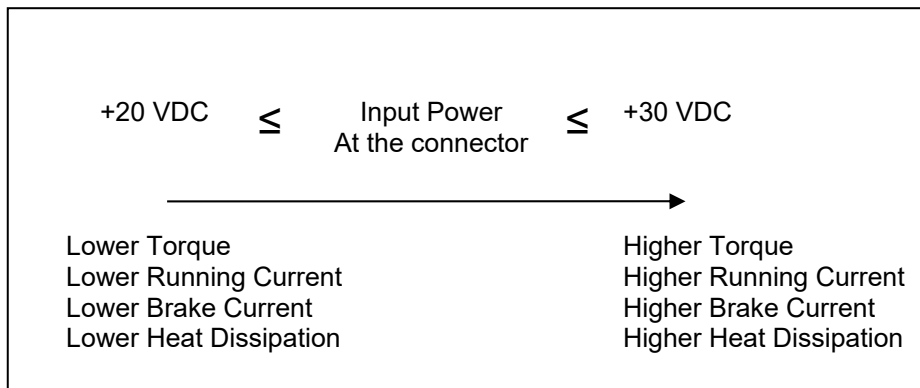 +20 VDC ≤ Input Power ≤ +30 VDC
At the connector
Lower Torque
Lower Running Current
Lower Brake Current
Lower Heat Dissipation
Higher Torque
Higher Running Current
Higher Brake Current
Higher Heat Dissipation